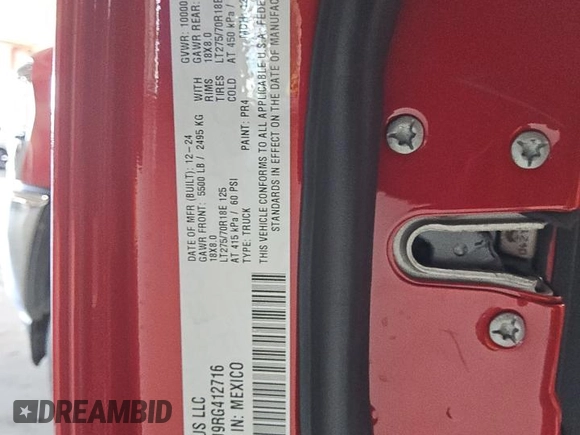 US LLC
9RG412716
IN: MEXICO
DATE OF MFR (BUILT): 12-24
GAWR FRONT: 5500 LB / 2495 KG
18X8.0
LT275/70R18E 125
AT 415 kPa / 60 PSI
TYPE: TRUCK
GVWR: 10000
GAWR REAR:
WITH 18X8.0
RIMS
TIRES LT275/70R18E
COLD AT 450 kPa /
PAINT: PR4
THIS VEHICLE CONFORMS TO ALL APPLICABLE U.S.A. FEDE
STANDARDS IN EFFECT ON THE DATE OF MANUFAC
DREAMBID